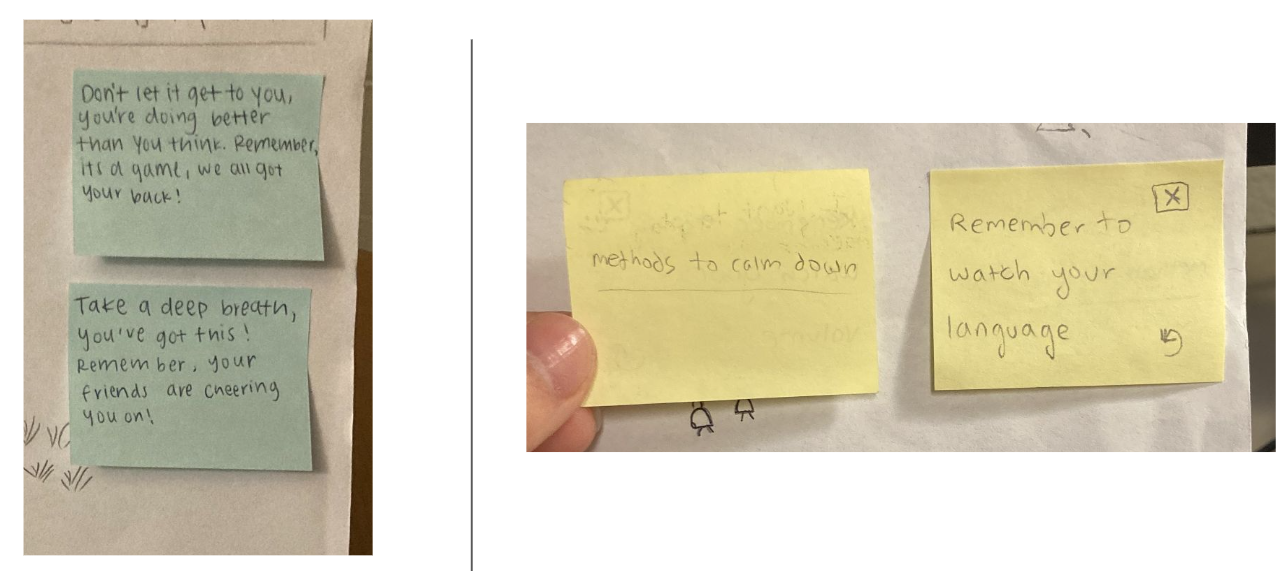 Don't let it get to you,
you're doing better
than you think. Remember,
its a game, we all got
your back!
Take a deep breath,
you've got this!
Remember, your
friends are cheering
you on!
methods to calm down
Remember to
watch your
language